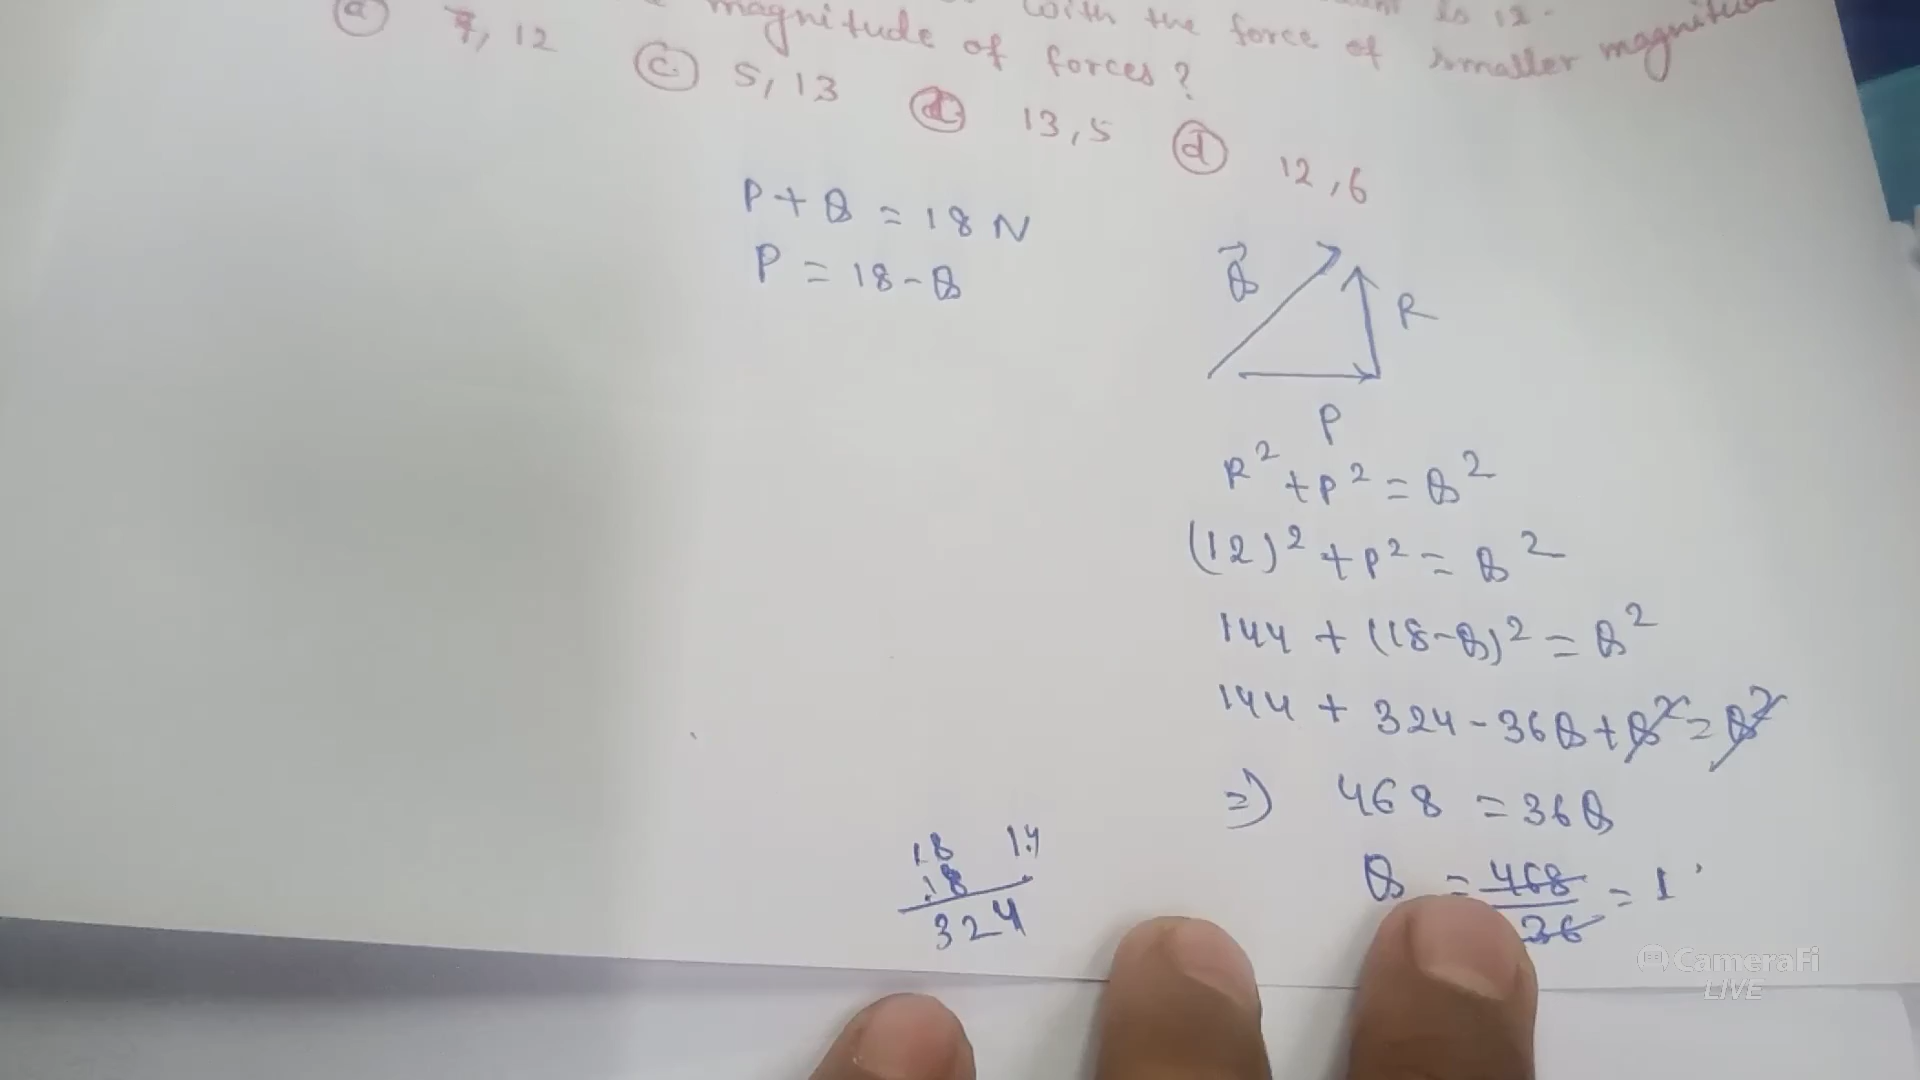 with the force of smaller
is 12.
magnitude of forces?
(a) 7, 12 (c) 5, 13 (d) 13, 5 (d) 12, 6
P + Q = 18 N
P = 18 - Q
Q R
P
R² + P² = Q²
(12)² + P² = Q²
144 + (18-Q)² = Q²
144 + 324 - 36Q + Q² = Q²
=) 468 = 36Q
Q = 468/36 = 1
18 14
18
324
CameraFi
LIVE